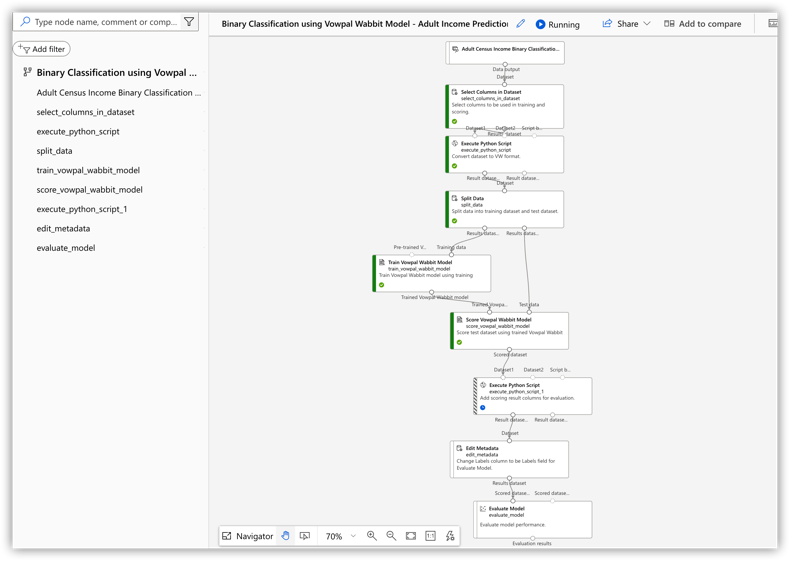 Type node name, comment or comp...
Add filter
Binary Classification using Vowpal ...
Adult Census Income Binary Classification ...
select_columns_in_dataset
execute_python_script
split_data
train_vowpal_wabbit_model
score_vowpal_wabbit_model
execute_python_script_1
edit_metadata
evaluate_model
Binary Classification using Vowpal Wabbit Model - Adult Income Prediction
Running
Share
Add to compare
Adult Census Income Binary Classificatio...
Data output
Dataset
Select Columns in Dataset
select_columns_in_dataset
Select columns to be used in training and
scoring.
Dataset1 Dataset2 Script b...
Results dataset
Execute Python Script
execute_python_script
Convert dataset to VW format.
Result datase... Result datase...
Dataset
Split Data
split_data
Split data into training dataset and test dataset.
Results datas... Results datas...
Pre-trained V... Training data
Train Vowpal Wabbit Model
train_vowpal_wabbit_model
Train Vowpal Wabbit model using training
Trained Vowpal Wabbit model
Trained Vowpa... Test data
Score Vowpal Wabbit Model
score_vowpal_wabbit_model
Score test dataset using trained Vowpal Wabbit
Scored dataset
Dataset1 Dataset2 Script b...
Execute Python Script
execute_python_script_1
Add scoring result columns for evaluation.
Result datase... Result datase...
Dataset
Edit Metadata
edit_metadata
Change Labels column to be Labels field for
Evaluate Model.
Results dataset
Scored datase... Scored datase...
Evaluate Model
evaluate_model
Evaluate model performance.
Evaluation results
Navigator
70%
1:1